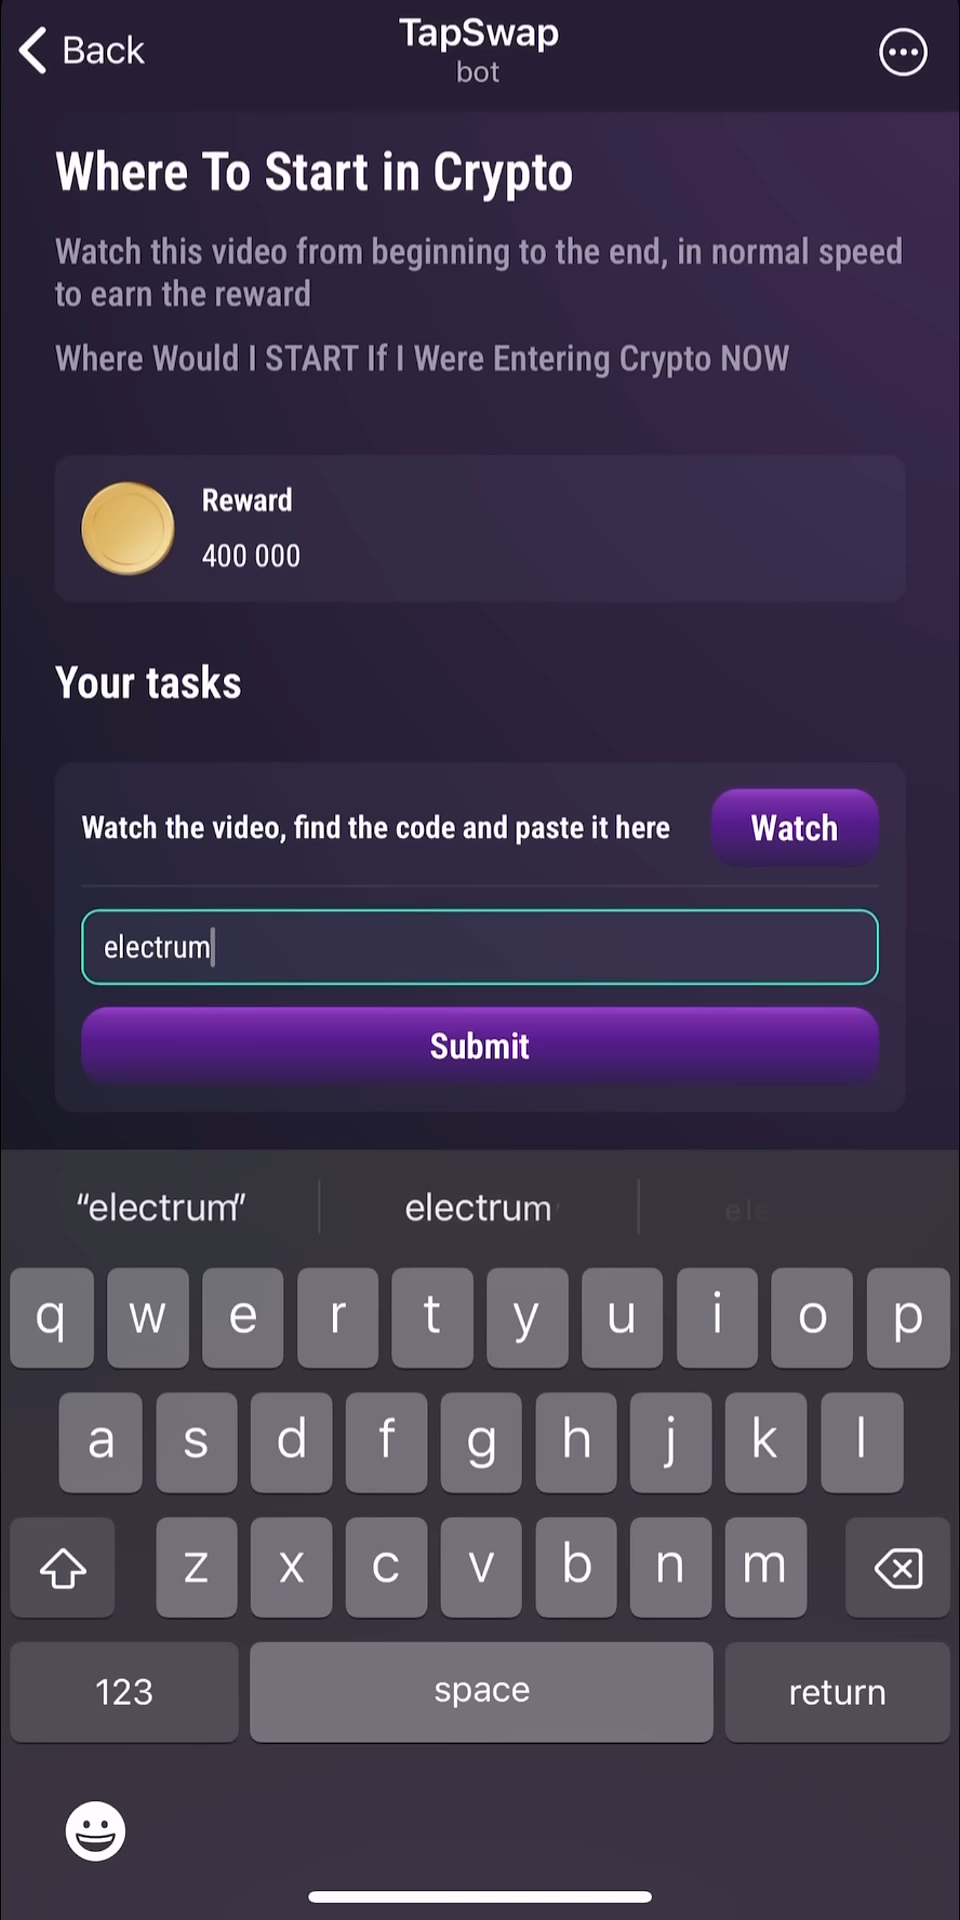 Back
TapSwap
bot
Where To Start in Crypto
Watch this video from beginning to the end, in normal speed
to earn the reward
Where Would I START If I Were Entering Crypto NOW
Reward
400 000
Your tasks
Watch the video, find the code and paste it here
Watch
electrum
Submit
“electrum” electrum ele
q w e r t y u i o p
a s d f g h j k l
z x c v b n m
123 space return